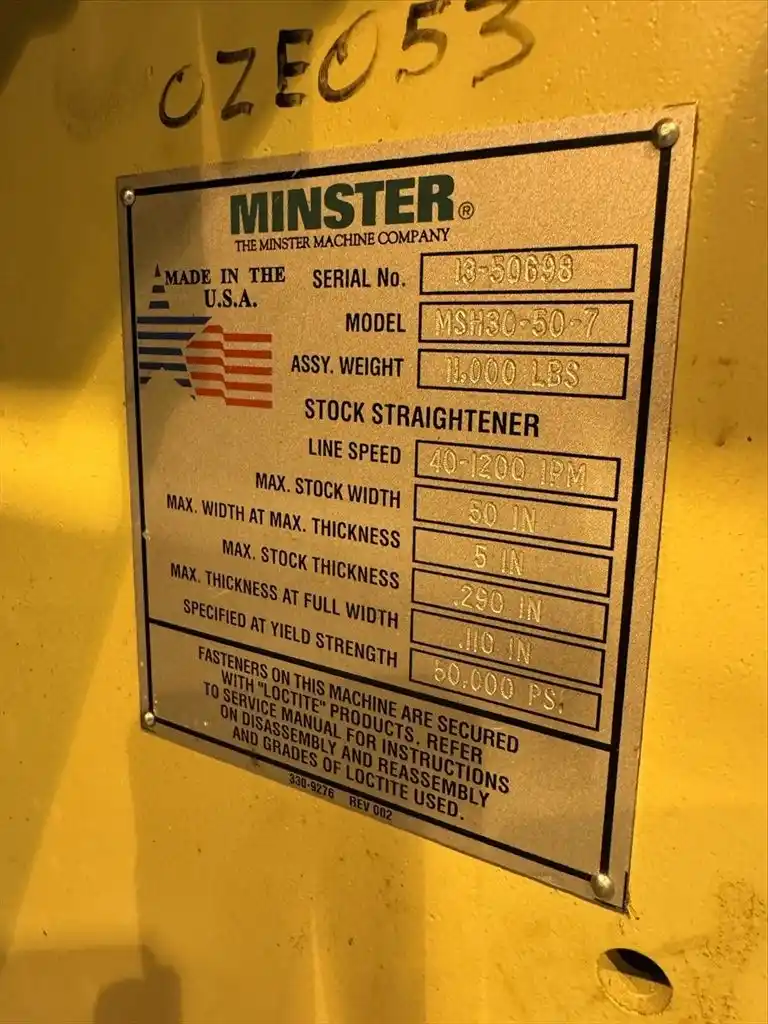 OZE053
MINSTER®
THE MINSTER MACHINE COMPANY
MADE IN THE
U.S.A.
SERIAL No. 13-50698
MODEL MSH30-50-7
ASSY. WEIGHT 11,000 LBS
STOCK STRAIGHTENER
LINE SPEED 40-1200 IPM
MAX. STOCK WIDTH 50 IN
MAX. WIDTH AT MAX. THICKNESS 5 IN
MAX. STOCK THICKNESS .290 IN
MAX. THICKNESS AT FULL WIDTH .110 IN
SPECIFIED AT YIELD STRENGTH 50,000 PSI
FASTENERS ON THIS MACHINE ARE SECURED
WITH "LOCTITE" PRODUCTS. REFER
TO SERVICE MANUAL FOR INSTRUCTIONS
ON DISASSEMBLY AND REASSEMBLY
AND GRADES OF LOCTITE USED.
330-9276 REV 002